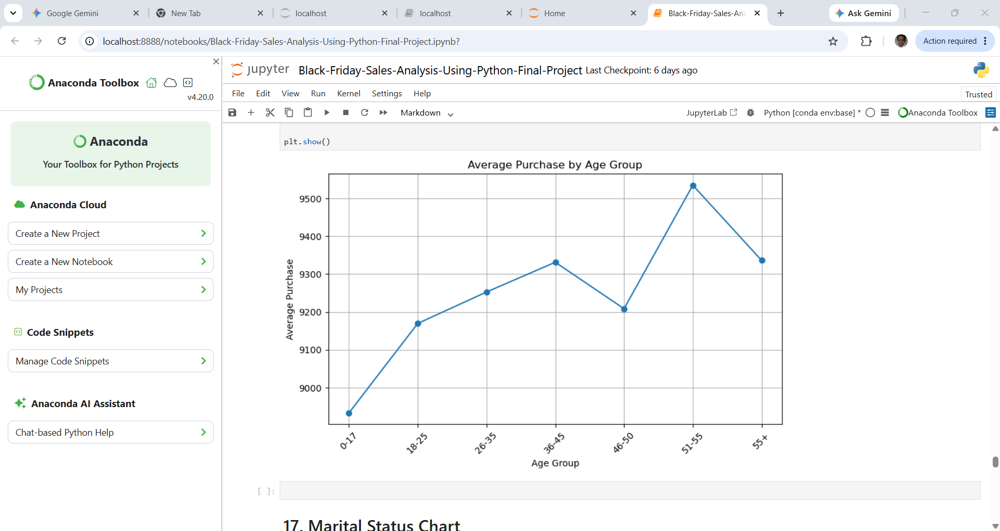 Google Gemini
New Tab
localhost
localhost
Home
Black-Friday-Sales-Ana
Ask Gemini
localhost:8888/notebooks/Black-Friday-Sales-Analysis-Using-Python-Final-Project.ipynb?
Action required
Anaconda Toolbox
v4.20.0
Anaconda
Your Toolbox for Python Projects
Anaconda Cloud
Create a New Project
Create a New Notebook
My Projects
Code Snippets
Manage Code Snippets
Anaconda AI Assistant
Chat-based Python Help
jupyter Black-Friday-Sales-Analysis-Using-Python-Final-Project Last Checkpoint: 6 days ago
File Edit View Run Kernel Settings Help
Trusted
Markdown
JupyterLab
Python [conda env:base] *
Anaconda Toolbox
plt.show()
Average Purchase by Age Group
9500
9400
9300
9200
9100
9000
Average Purchase
0-17
18-25
26-35
36-45
46-50
51-55
55+
Age Group
[ ]:
17. Marital Status Chart